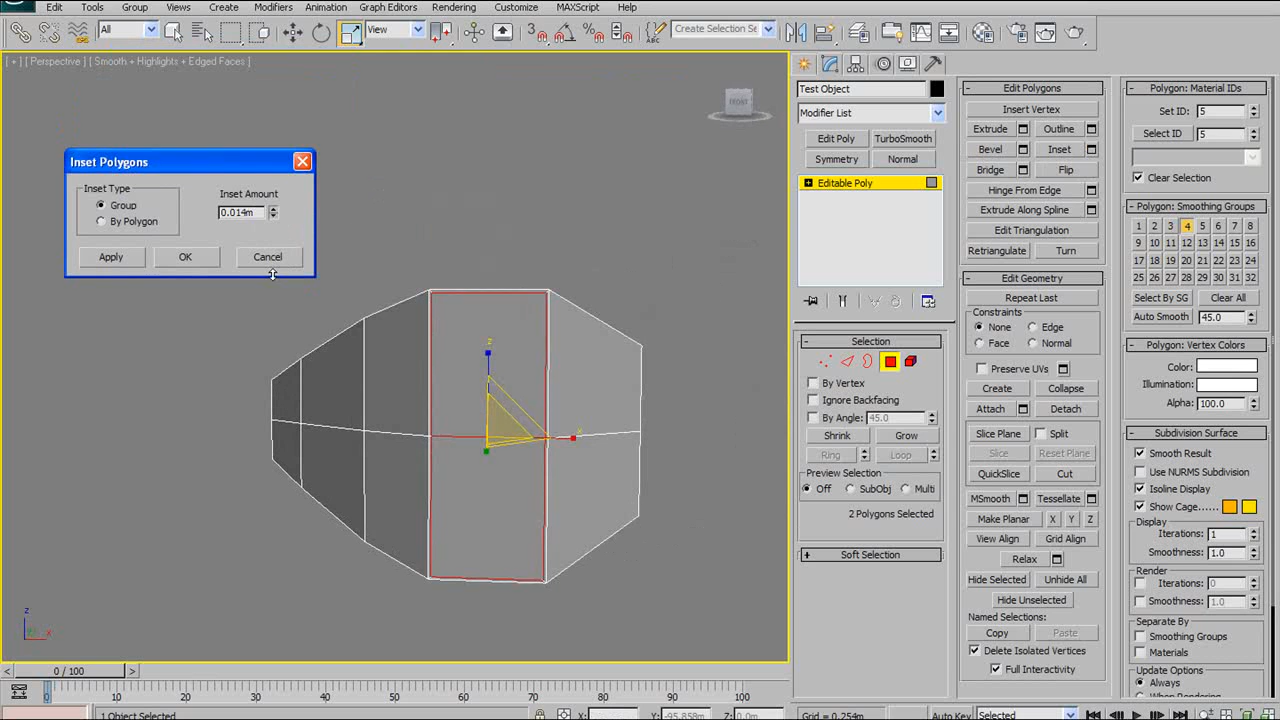 Edit Tools Group Views Create Modifiers Animation Graph Editors Rendering Customize MAXScript Help
All View Create Selection Se
[ + ] [ Perspective ] [ Smooth + Highlights + Edged Faces ]
FRONT
Inset Polygons
Inset Type
Group
By Polygon
Inset Amount
0.014m
Apply OK Cancel
z
x
z
x
0 / 100
0 10 20 30 40 50 60 70 80 90 100
1 Object Selected X: Y: -95.858m Z: 0.0m Grid = 0.254m Auto Key Selected
Test Object
Modifier List
Edit Poly TurboSmooth
Symmetry Normal
Editable Poly
Selection
By Vertex
Ignore Backfacing
By Angle: 45.0
Shrink Grow
Ring Loop
Preview Selection
Off SubObj Multi
2 Polygons Selected
Soft Selection
Edit Polygons
Insert Vertex
Extrude Outline
Bevel Inset
Bridge Flip
Hinge From Edge
Extrude Along Spline
Edit Triangulation
Retriangulate Turn
Edit Geometry
Repeat Last
Constraints
None Edge
Face Normal
Preserve UVs
Create Collapse
Attach Detach
Slice Plane Split
Slice Reset Plane
QuickSlice Cut
MSmooth Tessellate
Make Planar X Y Z
View Align Grid Align
Relax
Hide Selected Unhide All
Hide Unselected
Named Selections:
Copy Paste
Delete Isolated Vertices
Full Interactivity
Polygon: Material IDs
Set ID: 5
Select ID 5
Clear Selection
Polygon: Smoothing Groups
1 2 3 4 5 6 7 8
9 10 11 12 13 14 15 16
17 18 19 20 21 22 23 24
25 26 27 28 29 30 31 32
Select By SG Clear All
Auto Smooth 45.0
Polygon: Vertex Colors
Color:
Illumination:
Alpha: 100.0
Subdivision Surface
Smooth Result
Use NURMS Subdivision
Isoline Display
Show Cage......
Display
Iterations: 1
Smoothness: 1.0
Render
Iterations: 0
Smoothness: 1.0
Separate By
Smoothing Groups
Materials
Update Options
Always
When Rendering